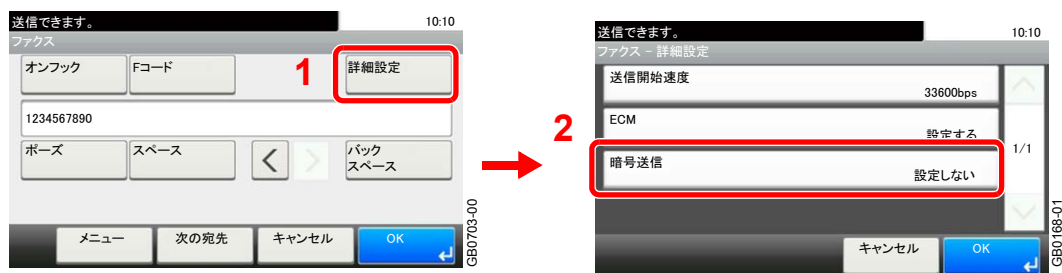 送信できます。
10:10
ファクス
オンフック
Fコード
1
詳細設定
1234567890
ポーズ
スペース
バック
スペース
メニュー
次の宛先
キャンセル
OK
GB0703-00
送信できます。
10:10
ファクス - 詳細設定
送信開始速度
33600bps
2
ECM
設定する
1/1
暗号送信
設定しない
キャンセル
OK
GB0168-01